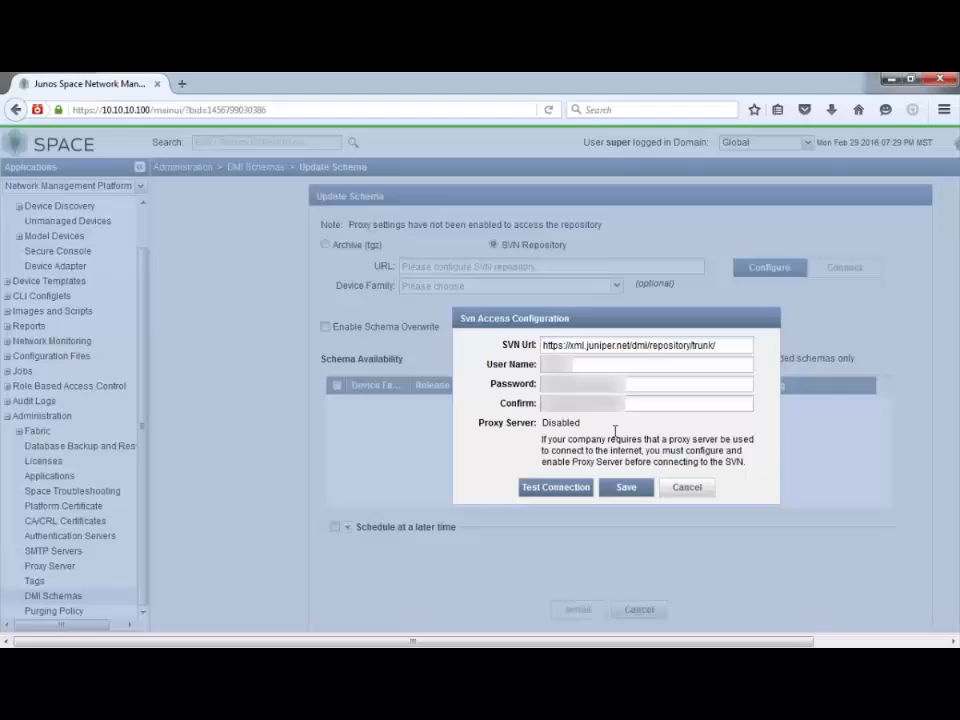 Junos Space Network Man...
https://10.10.10.100/mainui/?bid=1456799030386
Search
SPACE
Search:
User super logged in Domain:
Global
Mon Feb 29 2016 07:29 PM MST
Applications
Administration > DMI Schemas > Update Schema
Network Management Platform
Device Discovery
Unmanaged Devices
Model Devices
Secure Console
Device Adapter
Device Templates
CLI Configlets
Images and Scripts
Reports
Network Monitoring
Configuration Files
Jobs
Role Based Access Control
Audit Logs
Administration
Fabric
Database Backup and Res
Licenses
Applications
Space Troubleshooting
Platform Certificate
CA/CRL Certificates
Authentication Servers
SMTP Servers
Proxy Server
Tags
DMI Schemas
Purging Policy
Update Schema
Note: Proxy settings have not been enabled to access the repository
Archive (tgz)
SVN Repository
URL:
Please configure SVN repository.
Configure
Connect
Device Family:
Please choose
(optional)
Enable Schema Overwrite
Schema Availability
schemas only
Device Fa...
Release
Svn Access Configuration
SVN Url:
https://xml.juniper.net/dmi/repository/trunk/
User Name:
Password:
Confirm:
Proxy Server:
Disabled
If your company requires that a proxy server be used
to connect to the internet, you must configure and
enable Proxy Server before connecting to the SVN.
Test Connection
Save
Cancel
Schedule at a later time
Install
Cancel